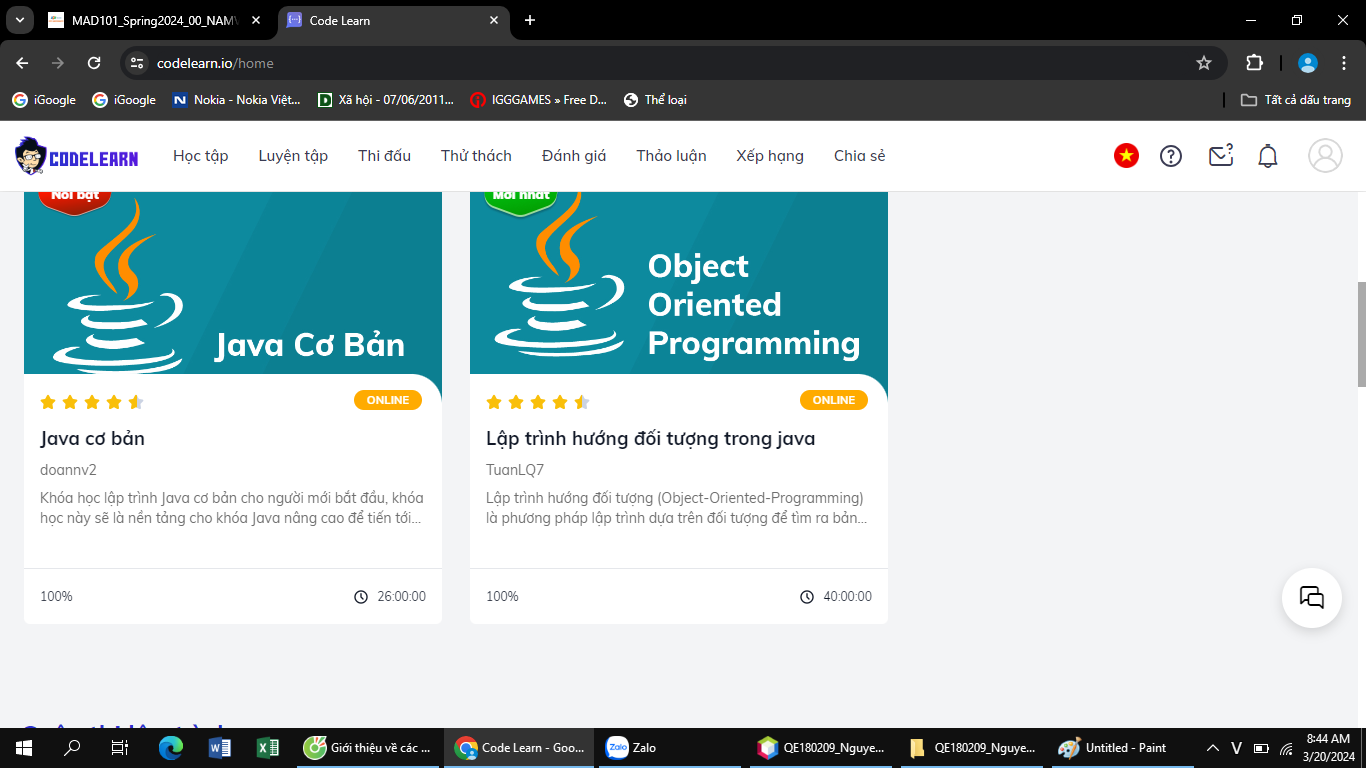 MAD101_Spring2024_00_NAMV
Code Learn
codelearn.io/home
iGoogle
iGoogle
Nokia - Nokia Việt...
Xã hội - 07/06/2011...
IGGGAMES » Free D...
Thể loại
Tất cả dấu trang
CODELEARN
Học tập
Luyện tập
Thi đấu
Thử thách
Đánh giá
Thảo luận
Xếp hạng
Chia sẻ
Nổi bật
Java Cơ Bản
ONLINE
Java cơ bản
doannv2
Khóa học lập trình Java cơ bản cho người mới bắt đầu, khóa
học này sẽ là nền tảng cho khóa Java nâng cao để tiến tới...
100%
26:00:00
Mới nhất
Object
Oriented
Programming
ONLINE
Lập trình hướng đối tượng trong java
TuanLQ7
Lập trình hướng đối tượng (Object-Oriented-Programming)
là phương pháp lập trình dựa trên đối tượng để tìm ra bản...
100%
40:00:00
Giới thiệu về các ...
Code Learn - Goo...
Zalo
Zalo
QE180209_Nguye...
QE180209_Nguye...
Untitled - Paint
V
8:44 AM
3/20/2024